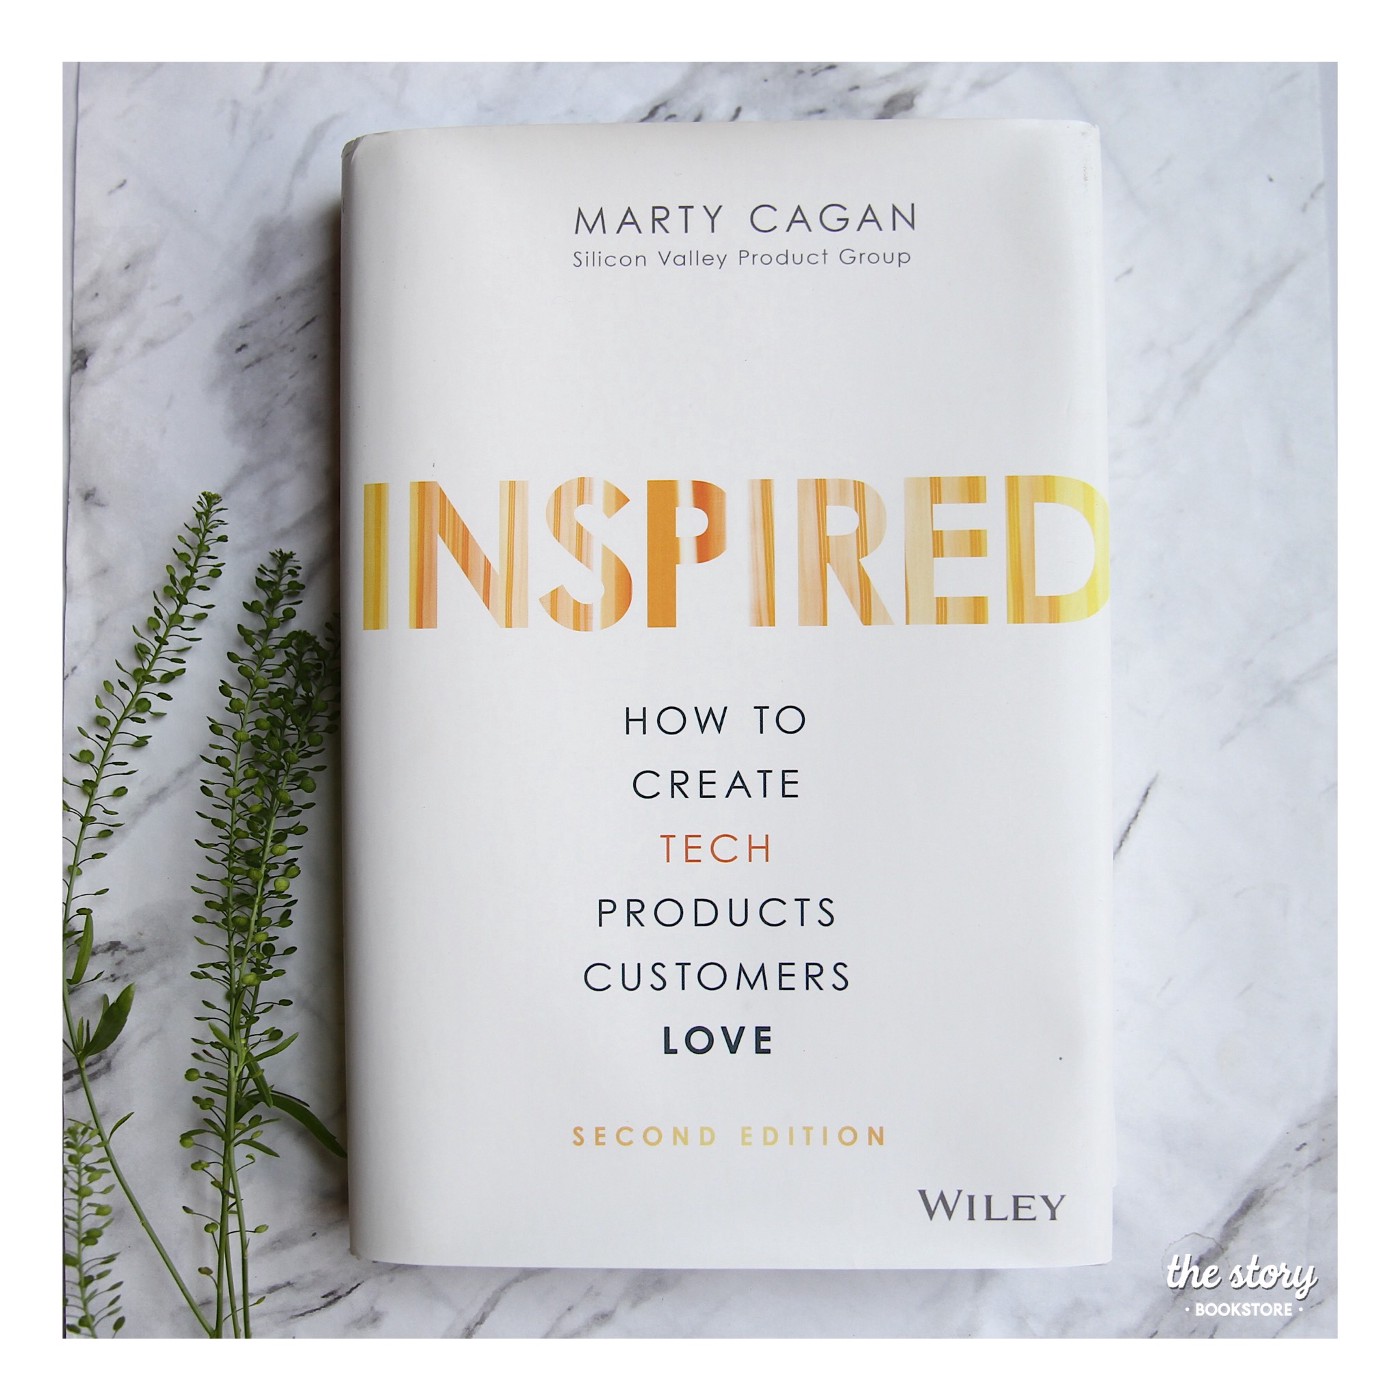 MARTY CAGAN
Silicon Valley Product Group
INSPIRED
HOW TO
CREATE
TECH
PRODUCTS
CUSTOMERS
LOVE
SECOND EDITION
WILEY
the story
· BOOKSTORE ·